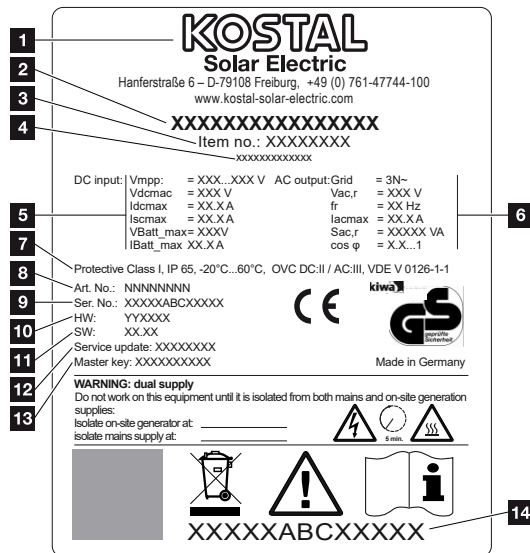 KOSTAL
Solar Electric
Hanferstraße 6 – D-79108 Freiburg, +49 (0) 761-47744-100
www.kostal-solar-electric.com
XXXXXXXXXXXXXXXX
Item no.: XXXXXXXX
xxxxxxxxxxxxx
DC input: Vmpp: = XXX...XXX V AC output: Grid = 3N~
Vdcmac = XXX V Vac,r = XXX V
Idcmax = XX.X A fr = XX Hz
Iscmax = XX.X A Iacmax = XX.X A
VBatt_max= XXXV Sac,r = XXXXX VA
IBatt_max XX.X A cos φ = X.X...1
Protective Class I, IP 65, -20°C...60°C, OVC DC:II / AC:III, VDE V 0126-1-1
Art. No.: NNNNNNNN
Ser. No.: XXXXXABCXXXXX
HW: YYXXXX
SW: XX.XX
Service update: XXXXXXXX
Master key: XXXXXXXXXX
CE
kiwa
GS
geprüfte
Sicherheit
Made in Germany
WARNING: dual supply
Do not work on this equipment until it is isolated from both mains and on-site generation
supplies:
Isolate on-site generator at:
isolate mains supply at:
5 min.
XXXXXABCXXXXX
1
2
3
4
5
6
7
8
9
10
11
12
13
14